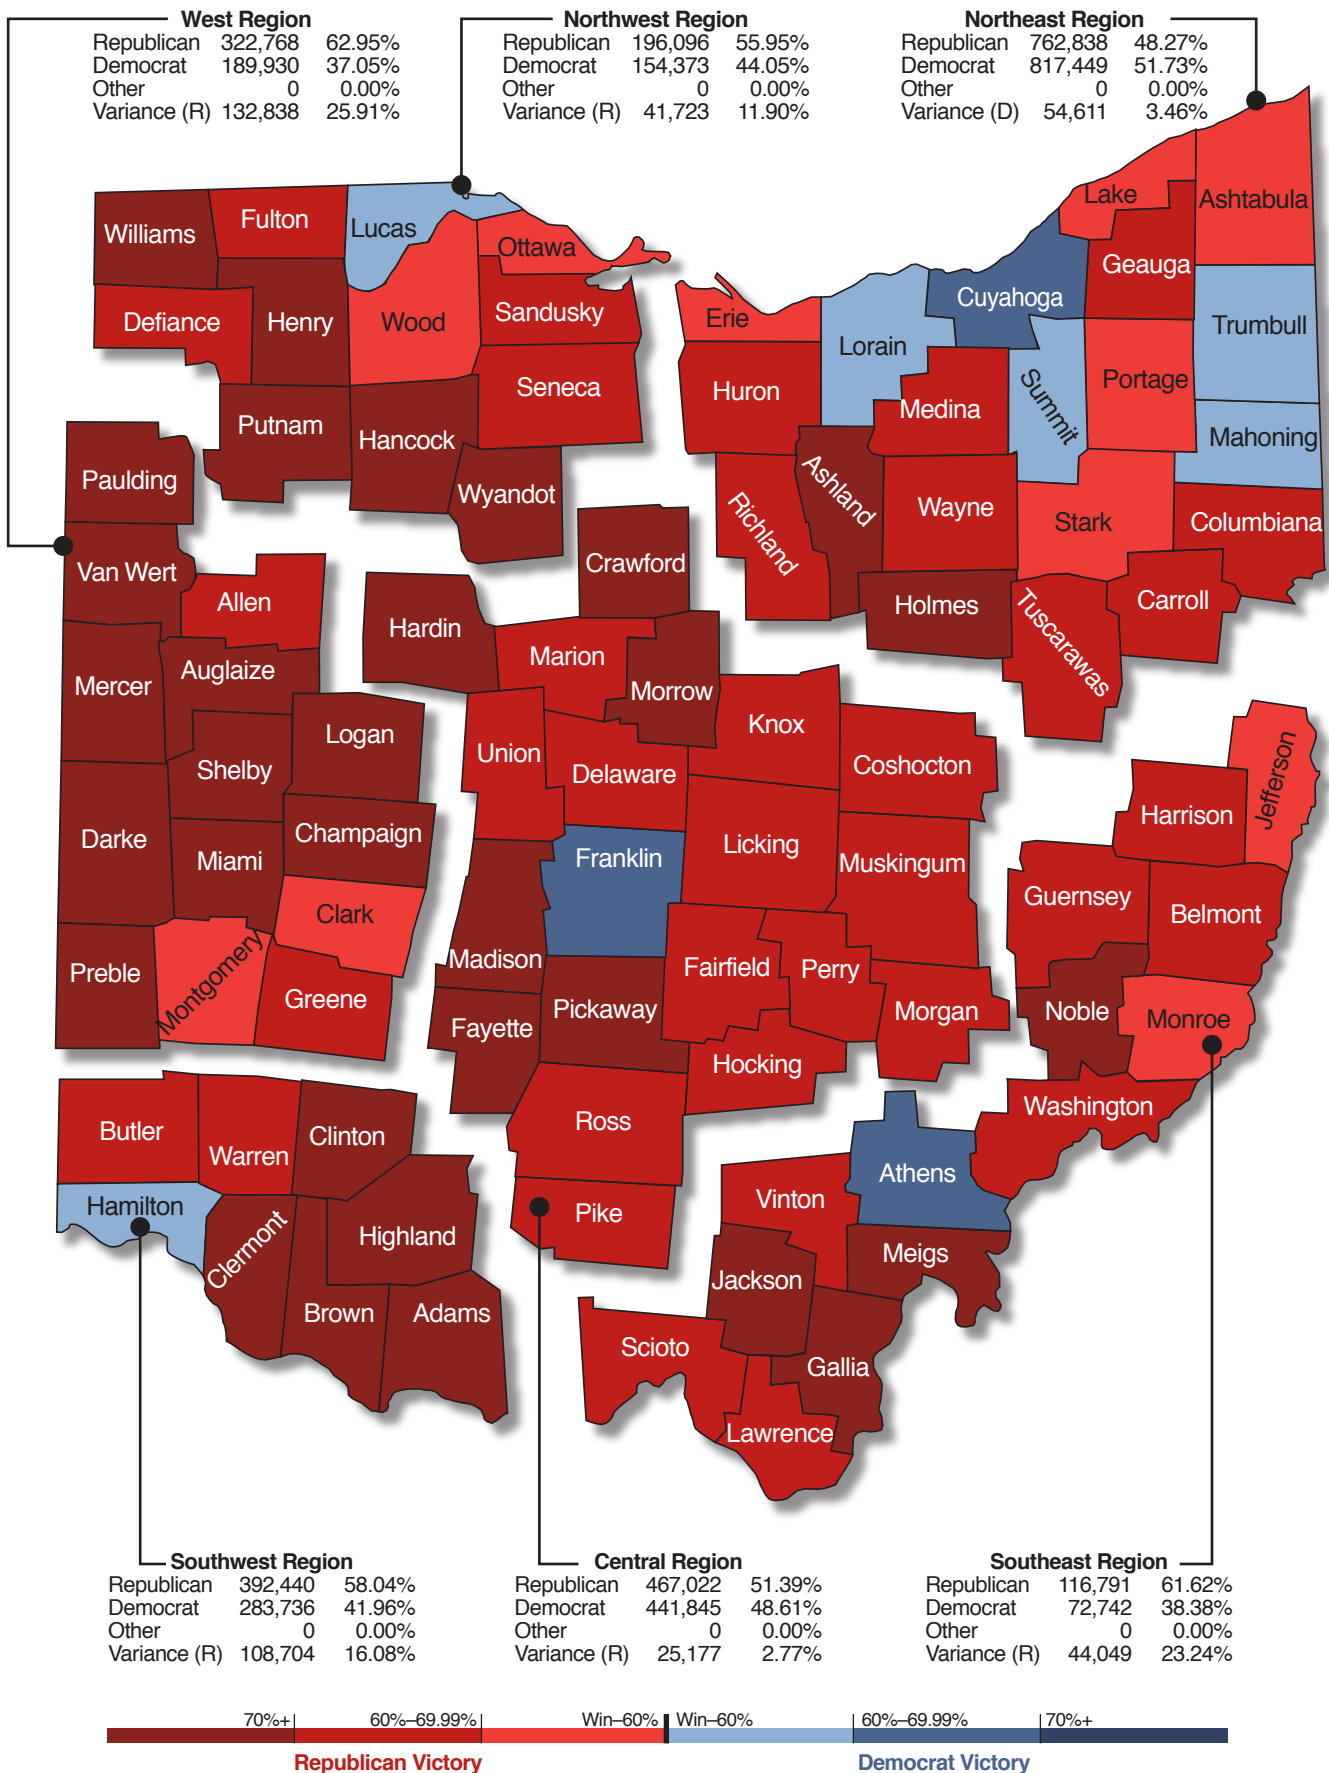 West Region
Republican 322,768 62.95%
Democrat 189,930 37.05%
Other 0 0.00%
Variance (R) 132,838 25.91%
Northwest Region
Republican 196,096 55.95%
Democrat 154,373 44.05%
Other 0 0.00%
Variance (R) 41,723 11.90%
Northeast Region
Republican 762,838 48.27%
Democrat 817,449 51.73%
Other 0 0.00%
Variance (D) 54,611 3.46%
Williams
Fulton
Lucas
Ottawa
Defiance
Henry
Wood
Sandusky
Seneca
Putnam
Hancock
Wyandot
Lake
Ashtabula
Geauga
Cuyahoga
Erie
Lorain
Trumbull
Huron
Medina
Summit
Portage
Mahoning
Richland
Ashland
Wayne
Stark
Columbiana
Holmes
Tuscarawas
Carroll
Paulding
Van Wert
Allen
Mercer
Auglaize
Logan
Shelby
Darke
Miami
Champaign
Clark
Preble
Montgomery
Greene
Crawford
Hardin
Marion
Morrow
Knox
Union
Delaware
Coshocton
Franklin
Licking
Muskingum
Madison
Fairfield
Perry
Pickaway
Fayette
Morgan
Hocking
Ross
Pike
Jefferson
Harrison
Guernsey
Belmont
Noble
Monroe
Washington
Athens
Vinton
Meigs
Jackson
Scioto
Gallia
Lawrence
Butler
Warren
Clinton
Hamilton
Clermont
Highland
Brown
Adams
Southwest Region
Republican 392,440 58.04%
Democrat 283,736 41.96%
Other 0 0.00%
Variance (R) 108,704 16.08%
Central Region
Republican 467,022 51.39%
Democrat 441,845 48.61%
Other 0 0.00%
Variance (R) 25,177 2.77%
Southeast Region
Republican 116,791 61.62%
Democrat 72,742 38.38%
Other 0 0.00%
Variance (R) 44,049 23.24%
70%+ 60%–69.99% Win–60% Win–60% 60%–69.99% 70%+
Republican Victory Democrat Victory